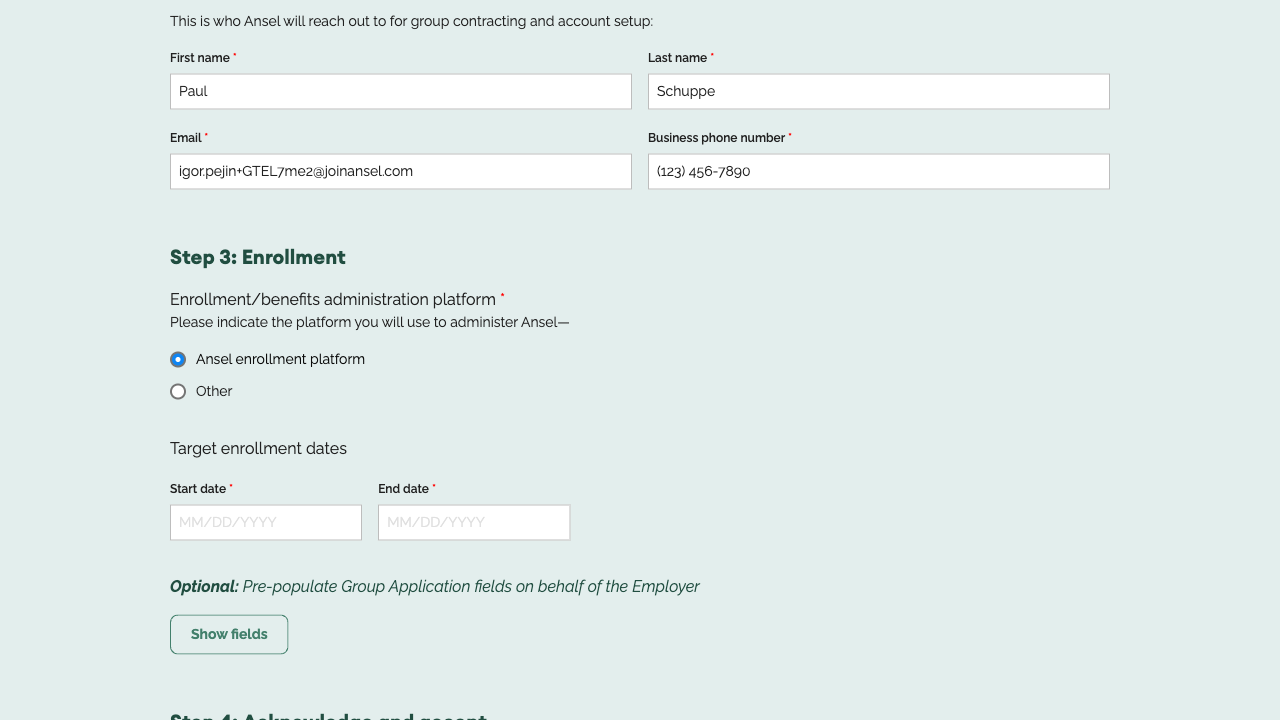 This is who Ansel will reach out to for group contracting and account setup:
First name *
Last name *
Paul
Schuppe
Email *
Business phone number *
igor.pejin+GTEL7me2@joinansel.com
(123) 456-7890
Step 3: Enrollment
Enrollment/benefits administration platform *
Please indicate the platform you will use to administer Ansel—
Ansel enrollment platform
Other
Target enrollment dates
Start date *
End date *
MM/DD/YYYY
MM/DD/YYYY
Optional: Pre-populate Group Application fields on behalf of the Employer
Show fields
Step 4: Acknowledge and accept